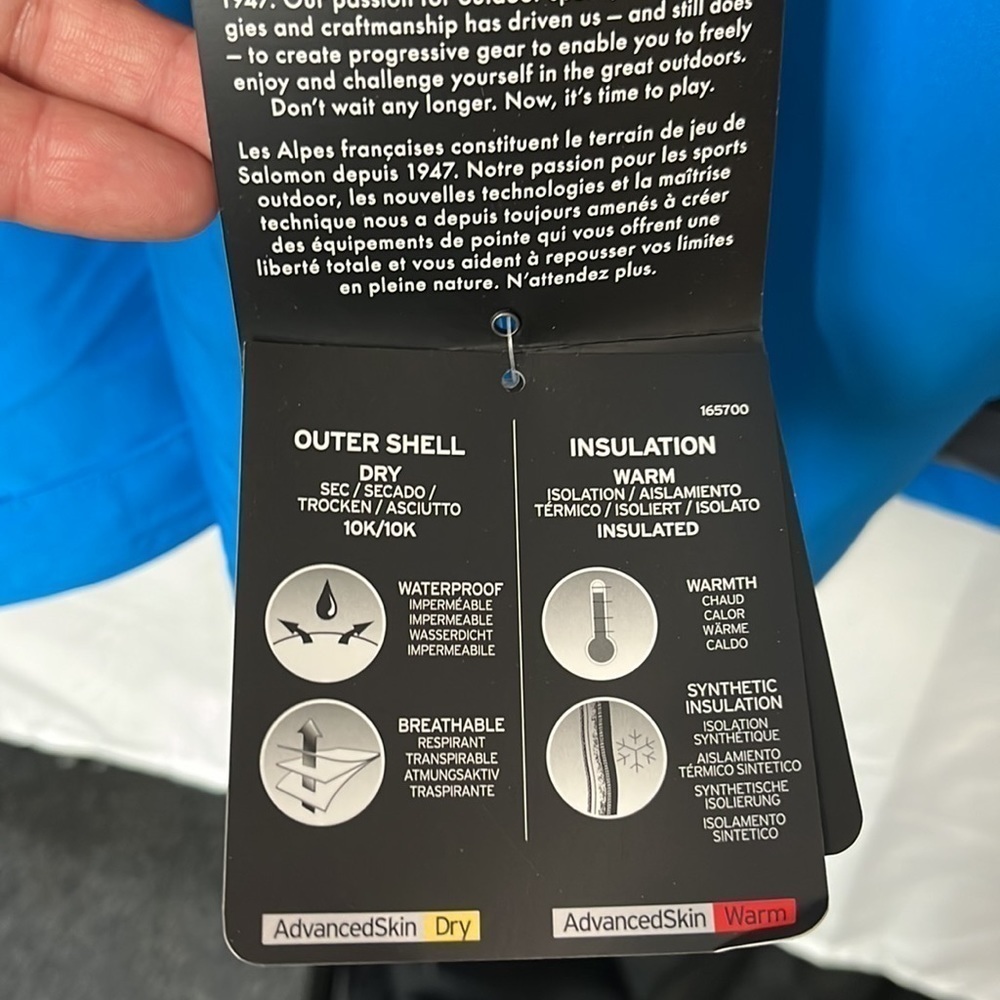 1947. Our passion for outdoor
gies and craftmanship has driven us – and still does
– to create progressive gear to enable you to freely
enjoy and challenge yourself in the great outdoors.
Don't wait any longer. Now, it's time to play.
Les Alpes françaises constituent le terrain de jeu de
Salomon depuis 1947. Notre passion pour les sports
outdoor, les nouvelles technologies et la maîtrise
technique nous a depuis toujours amenés à créer
des équipements de pointe qui vous offrent une
liberté totale et vous aident à repousser vos limites
en pleine nature. N'attendez plus.
165700
OUTER SHELL
DRY
SEC / SECADO /
TROCKEN / ASCIUTTO
10K/10K
WATERPROOF
IMPERMÉABLE
IMPERMEABLE
WASSERDICHT
IMPERMEABILE
BREATHABLE
RESPIRANT
TRANSPIRABLE
ATMUNGSAKTIV
TRASPIRANTE
AdvancedSkin Dry
INSULATION
WARM
ISOLATION / AISLAMIENTO
TÉRMICO / ISOLIERT / ISOLATO
INSULATED
WARMTH
CHAUD
CALOR
WÄRME
CALDO
SYNTHETIC
INSULATION
ISOLATION
SYNTHÉTIQUE
AISLAMIENTO
TÉRMICO SINTETICO
SYNTHETISCHE
ISOLIERUNG
ISOLAMENTO
SINTETICO
AdvancedSkin Warm